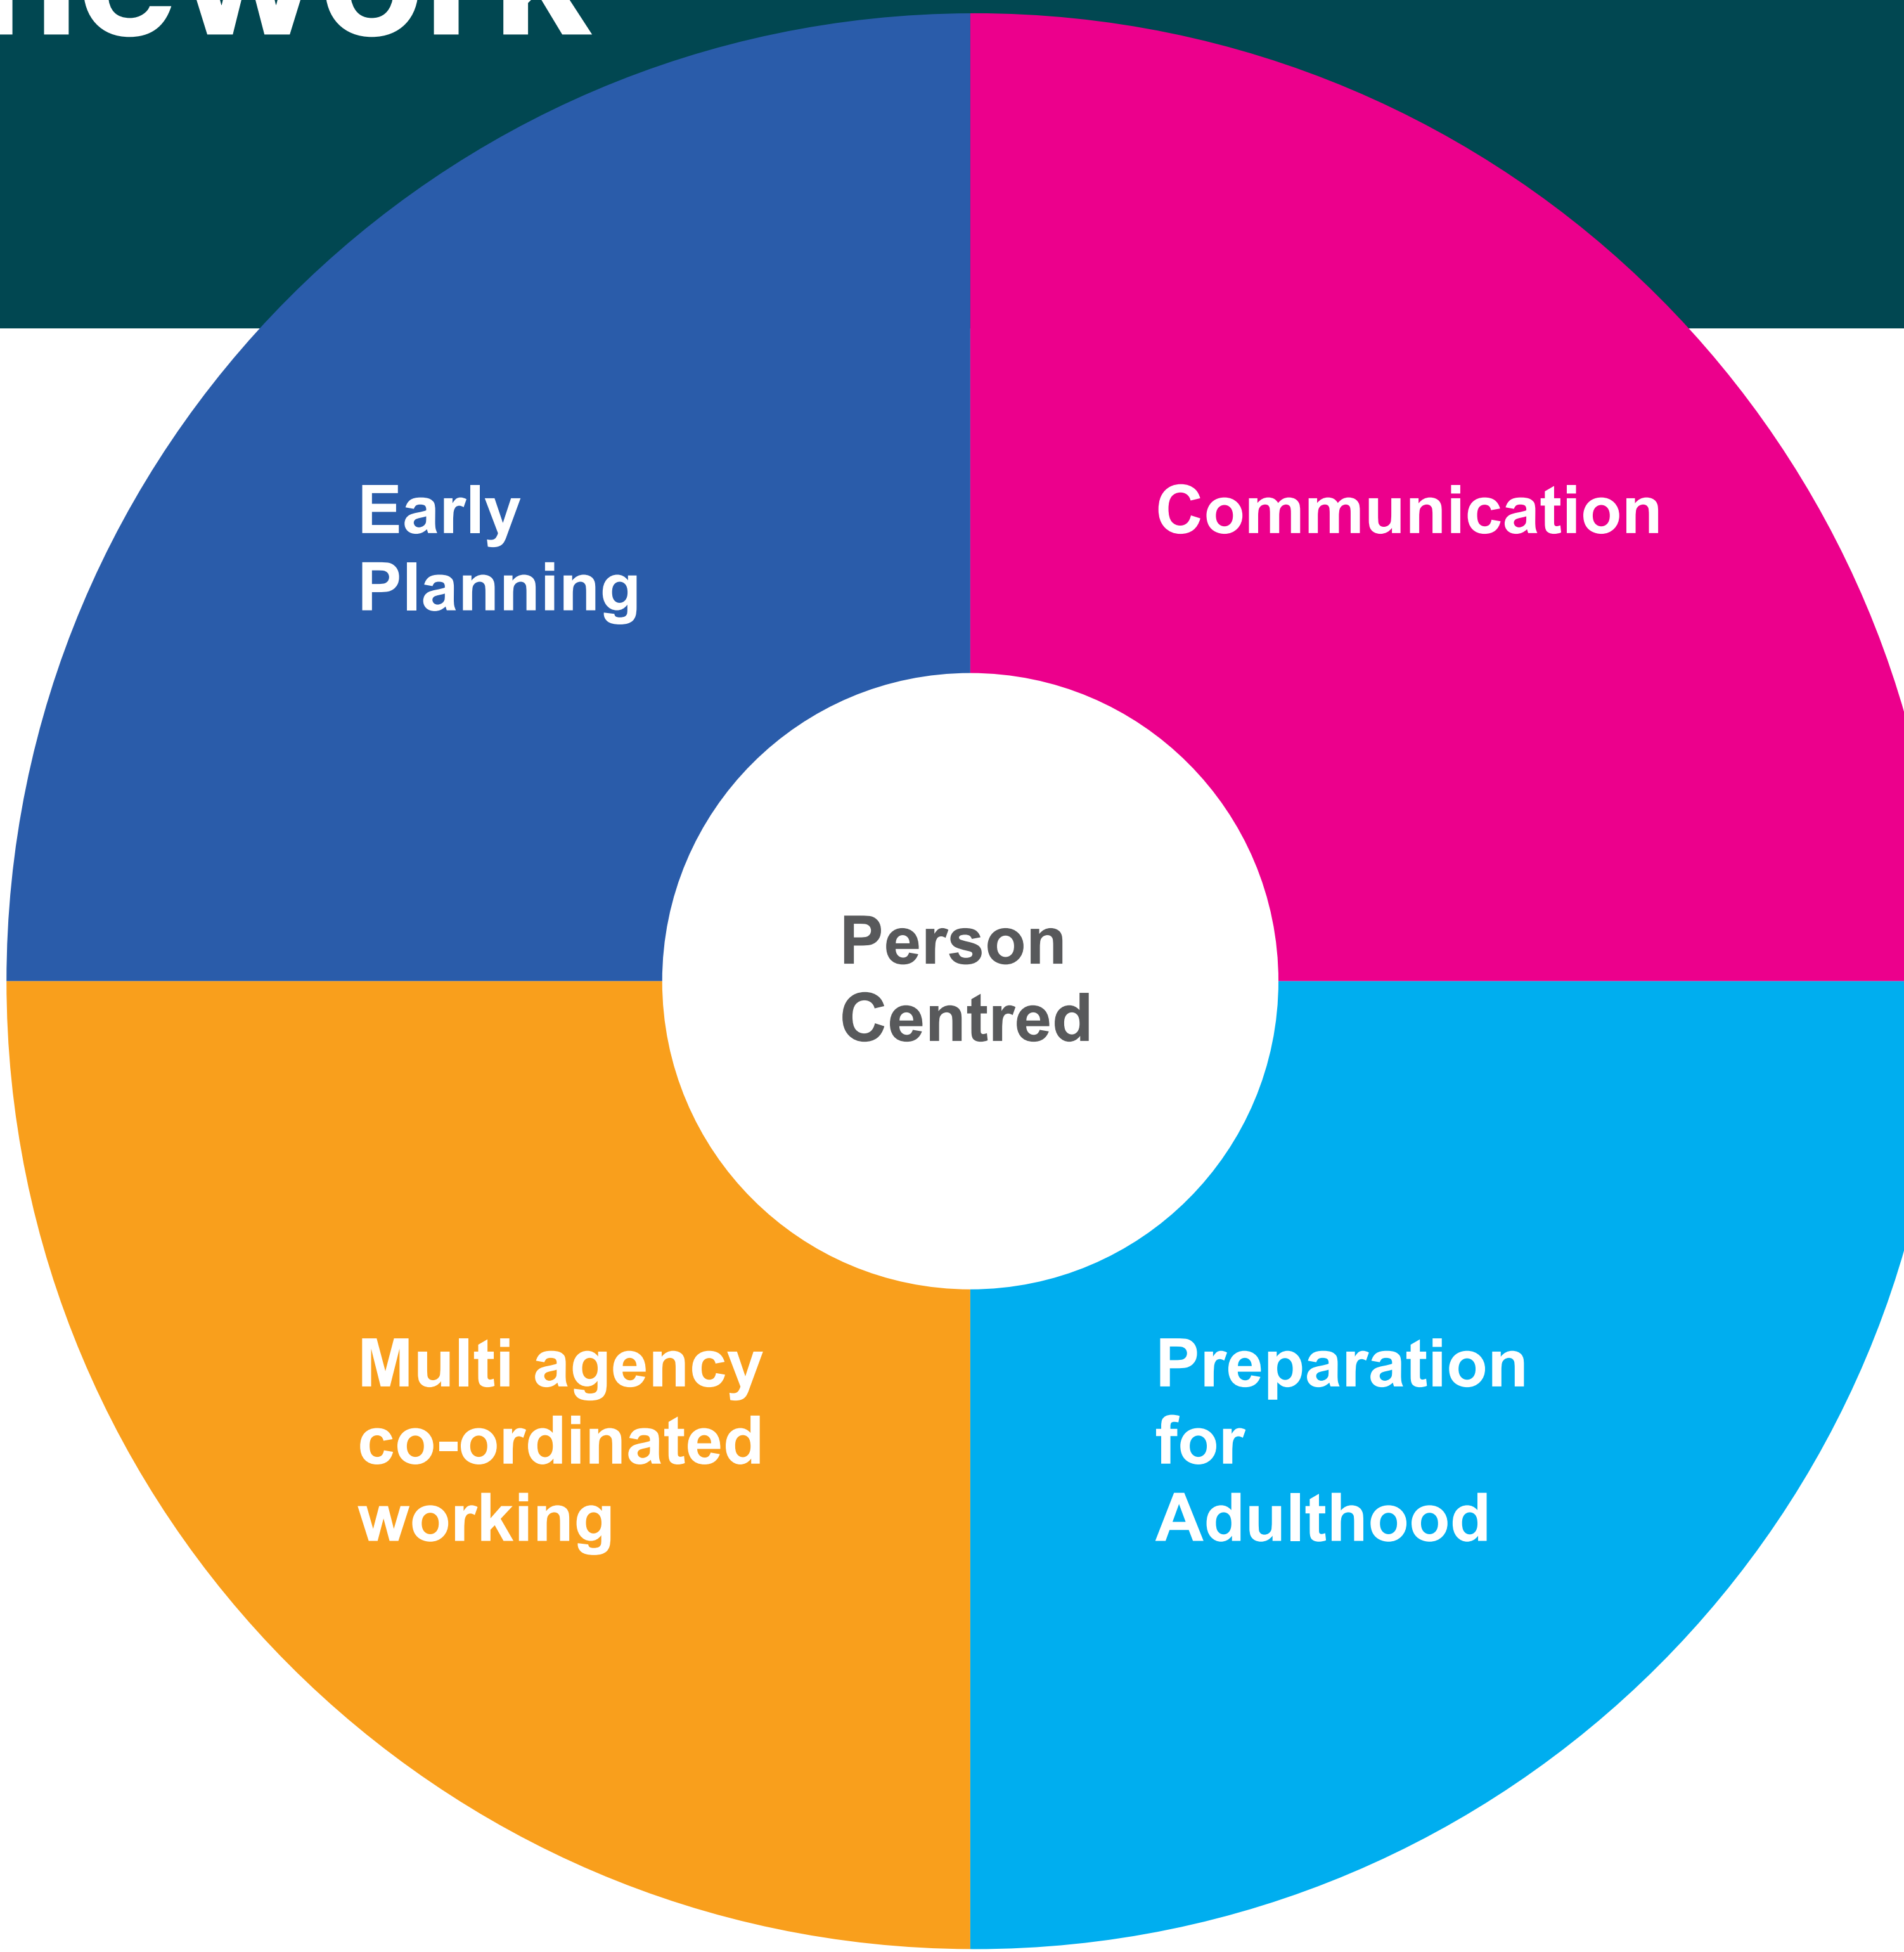 Early
Planning
Communication
Person
Centred
Multi agency
co-ordinated
working
Preparation
for
Adulthood